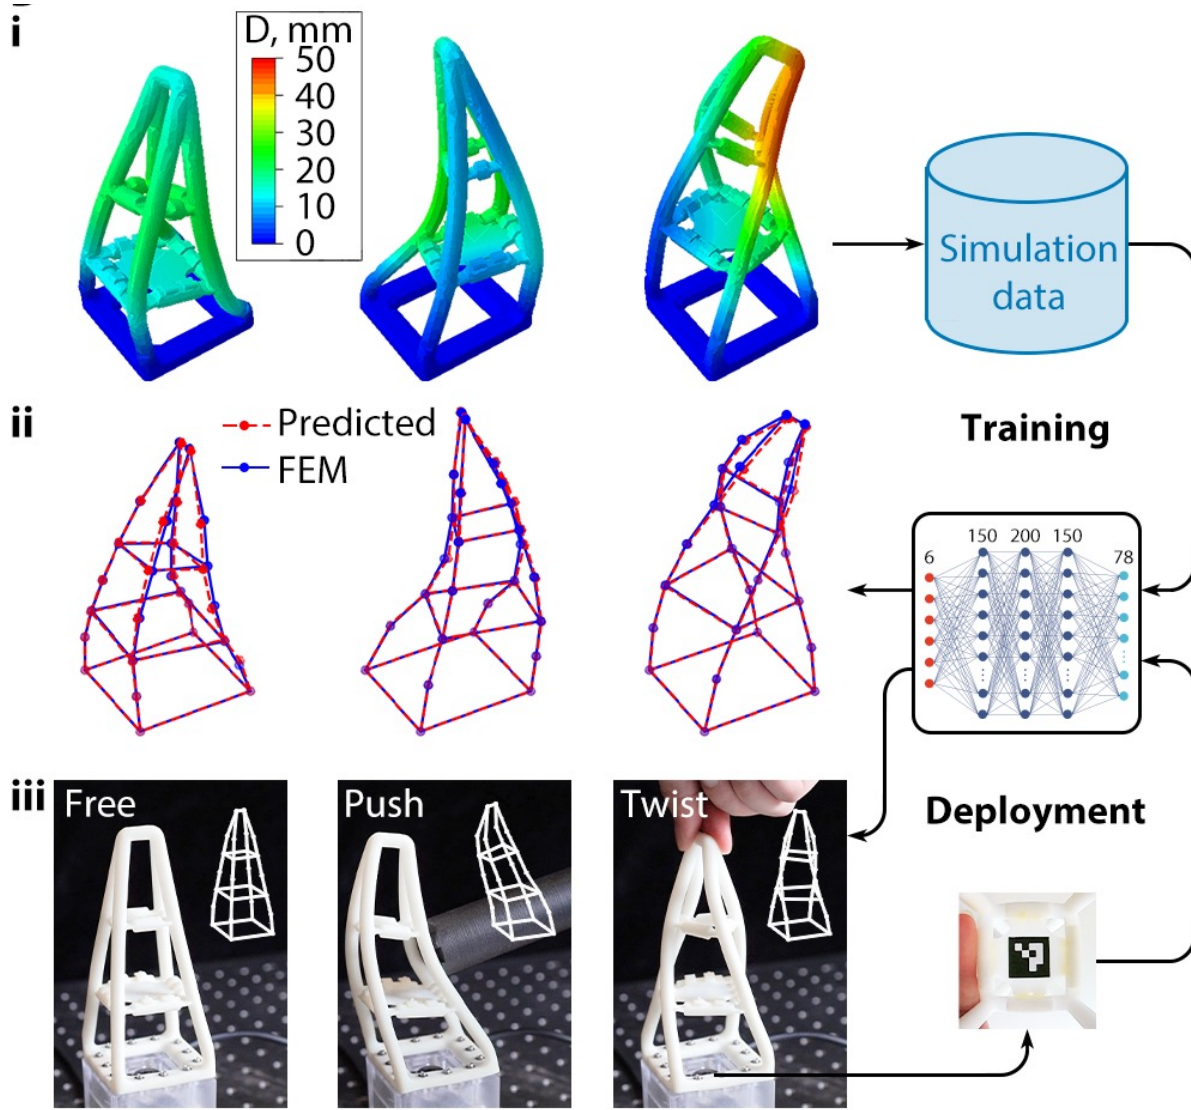 i
D, mm
50
40
30
20
10
0
Simulation
data
ii
Predicted
FEM
Training
6
150
200
150
78
iii
Free
Push
Twist
Deployment